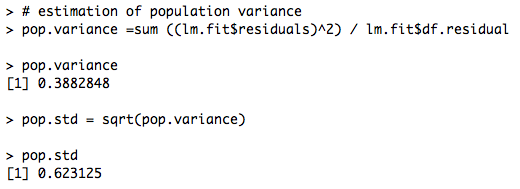 > # estimation of population variance
> pop.variance =sum ((lm.fit$residuals)^2) / lm.fit$df.residual
> pop.variance
[1] 0.3882848
> pop.std = sqrt(pop.variance)
> pop.std
[1] 0.623125